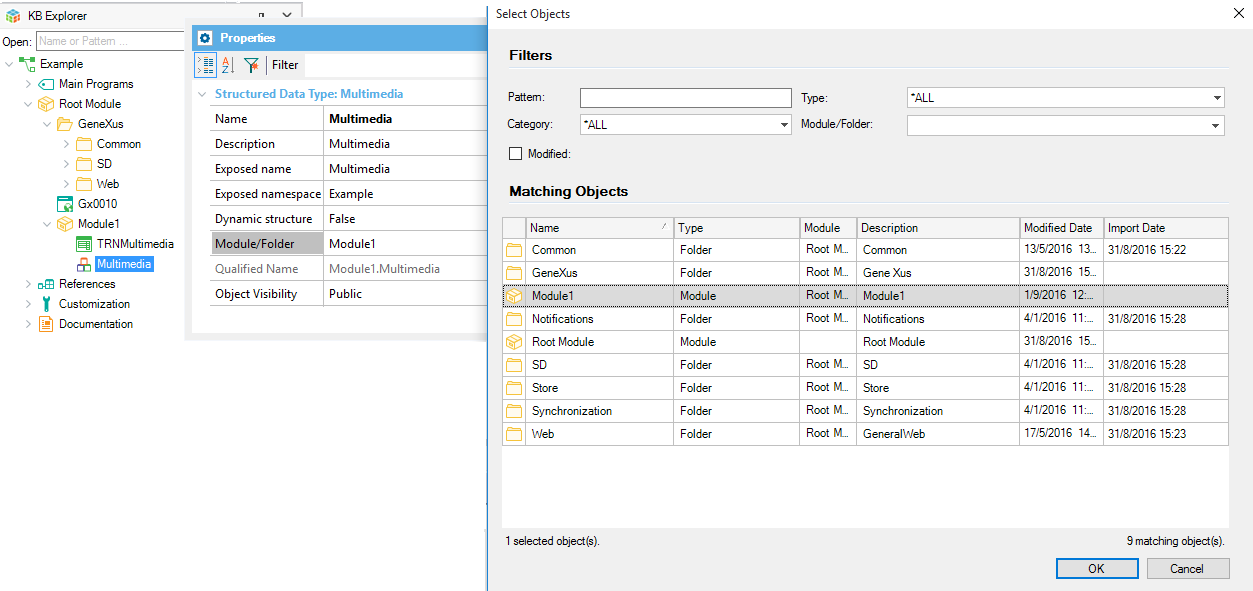 KB Explorer
Open: Name or Pattern ...
Example
Main Programs
Root Module
GeneXus
Common
SD
Web
Gx0010
Module1
TRNMultimedia
Multimedia
References
Customization
Documentation
Properties
Filter
Structured Data Type: Multimedia
Name Multimedia
Description Multimedia
Exposed name Multimedia
Exposed namespace Example
Dynamic structure False
Module/Folder Module1
Qualified Name Module1.Multimedia
Object Visibility Public
Select Objects
Filters
Pattern: Type: *ALL
Category: *ALL Module/Folder:
Modified:
Matching Objects
Name Type Module Description Modified Date Import Date
Common Folder Root M... Common 13/5/2016 13... 31/8/2016 15:22
GeneXus Folder Root M... Gene Xus 31/8/2016 15...
Module1 Module Root M... Module1 1/9/2016 12:...
Notifications Folder Root M... Notifications 4/1/2016 11:... 31/8/2016 15:28
Root Module Module Root Module 31/8/2016 15...
SD Folder Root M... SD 4/1/2016 11:... 31/8/2016 15:28
Store Folder Root M... Store 4/1/2016 11:... 31/8/2016 15:28
Synchronization Folder Root M... Synchronization 4/1/2016 11:... 31/8/2016 15:28
Web Folder Root M... GeneralWeb 17/5/2016 14... 31/8/2016 15:23
1 selected object(s). 9 matching object(s).
OK Cancel